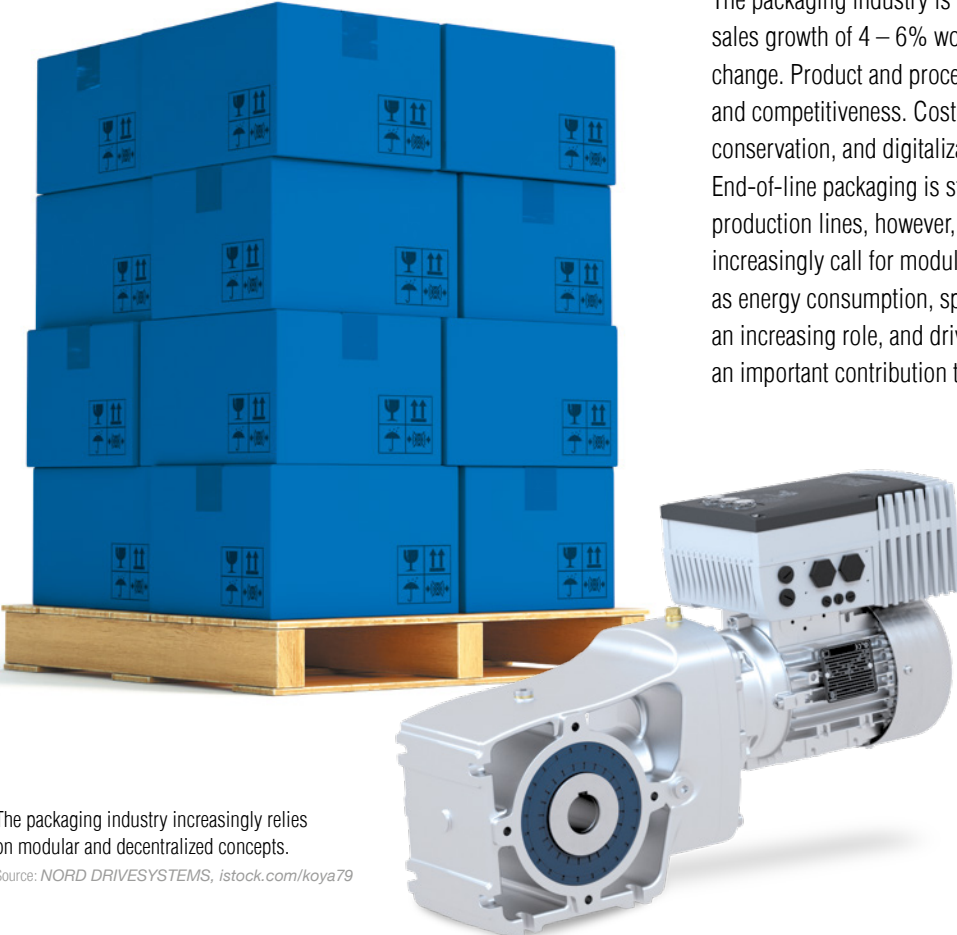 The packaging industry is
sales growth of 4 – 6% wo
change. Product and proce
and competitiveness. Cost
conservation, and digitaliza
End-of-line packaging is st
production lines, however,
increasingly call for modul
as energy consumption, sp
an increasing role, and driv
an important contribution t
The packaging industry increasingly relies
on modular and decentralized concepts.
Source: NORD DRIVESYSTEMS, istock.com/koya79